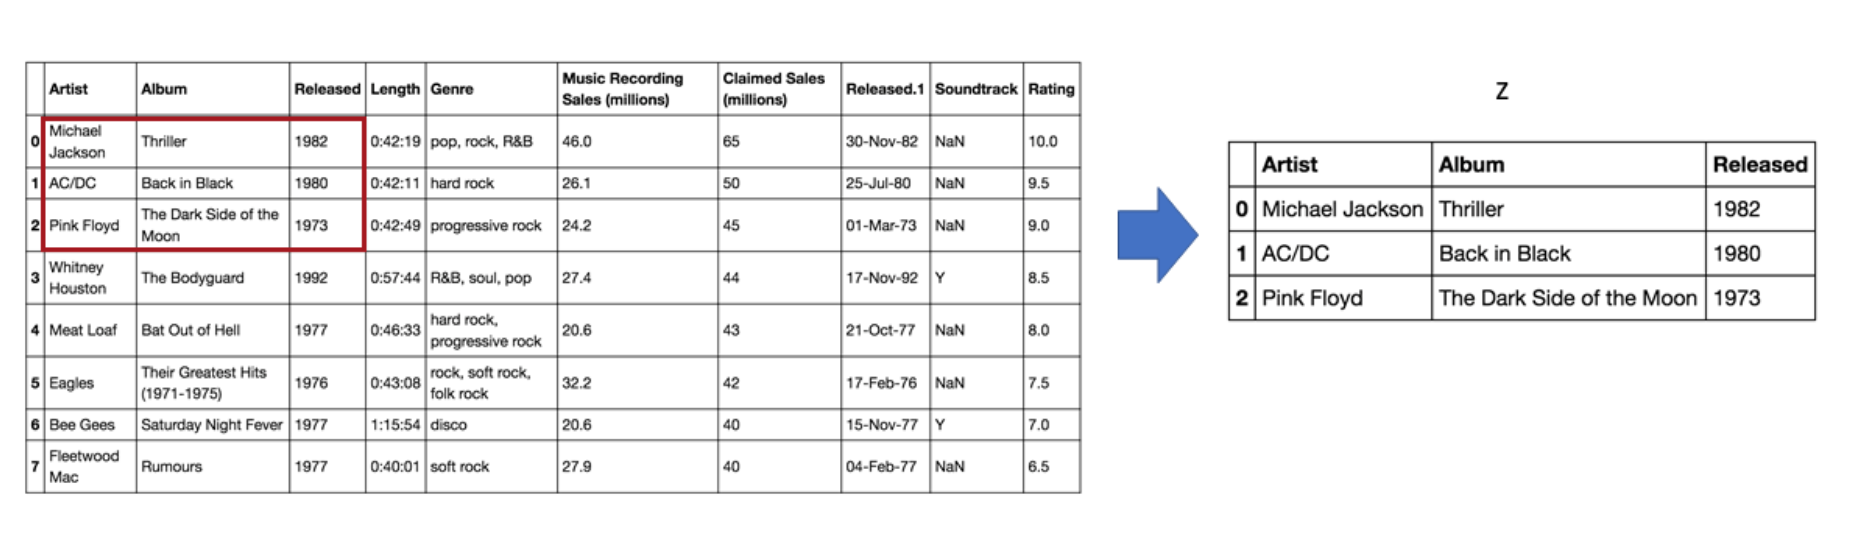 Artist Album Released Length Genre Music Recording Sales (millions) Claimed Sales (millions) Released.1 Soundtrack Rating
0 Michael Jackson Thriller 1982 0:42:19 pop, rock, R&B 46.0 65 30-Nov-82 NaN 10.0
1 AC/DC Back in Black 1980 0:42:11 hard rock 26.1 50 25-Jul-80 NaN 9.5
2 Pink Floyd The Dark Side of the Moon 1973 0:42:49 progressive rock 24.2 45 01-Mar-73 NaN 9.0
3 Whitney Houston The Bodyguard 1992 0:57:44 R&B, soul, pop 27.4 44 17-Nov-92 Y 8.5
4 Meat Loaf Bat Out of Hell 1977 0:46:33 hard rock, progressive rock 20.6 43 21-Oct-77 NaN 8.0
5 Eagles Their Greatest Hits (1971-1975) 1976 0:43:08 rock, soft rock, folk rock 32.2 42 17-Feb-76 NaN 7.5
6 Bee Gees Saturday Night Fever 1977 1:15:54 disco 20.6 40 15-Nov-77 Y 7.0
7 Fleetwood Mac Rumours 1977 0:40:01 soft rock 27.9 40 04-Feb-77 NaN 6.5
z
Artist Album Released
0 Michael Jackson Thriller 1982
1 AC/DC Back in Black 1980
2 Pink Floyd The Dark Side of the Moon 1973